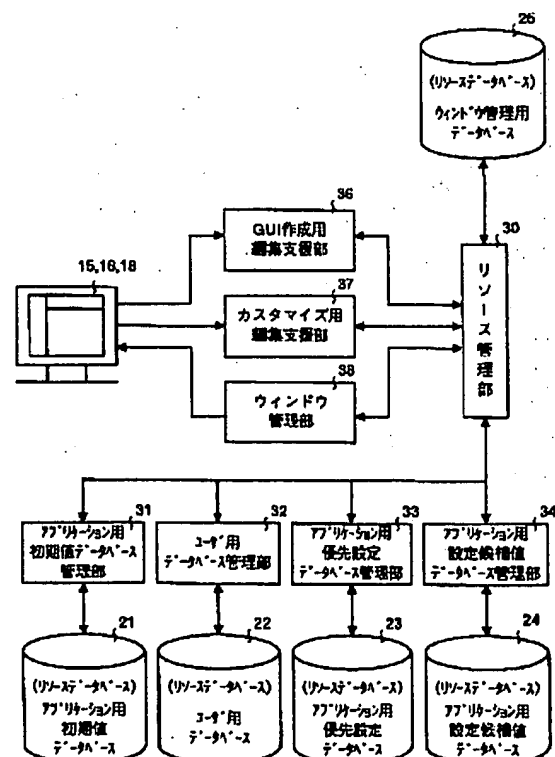 25
(リソースデータベース)
ウィンドウ管理用
データベース
36
GUI作成用
編集支援部
30
リソース管理部
15,16,18
37
カスタマイズ用
編集支援部
38
ウィンドウ
管理部
31
アプリケーション用
初期値データベース
管理部
32
ユーザ用
データベース管理部
33
アプリケーション用
優先設定
データベース管理部
34
アプリケーション用
設定候補値
データベース管理部
21
(リソースデータベース)
アプリケーション用
初期値
データベース
22
(リソースデータベース)
ユーザ用
データベース
23
(リソースデータベース)
アプリケーション用
優先設定
データベース
24
(リソースデータベース)
アプリケーション用
設定候補値
データベース